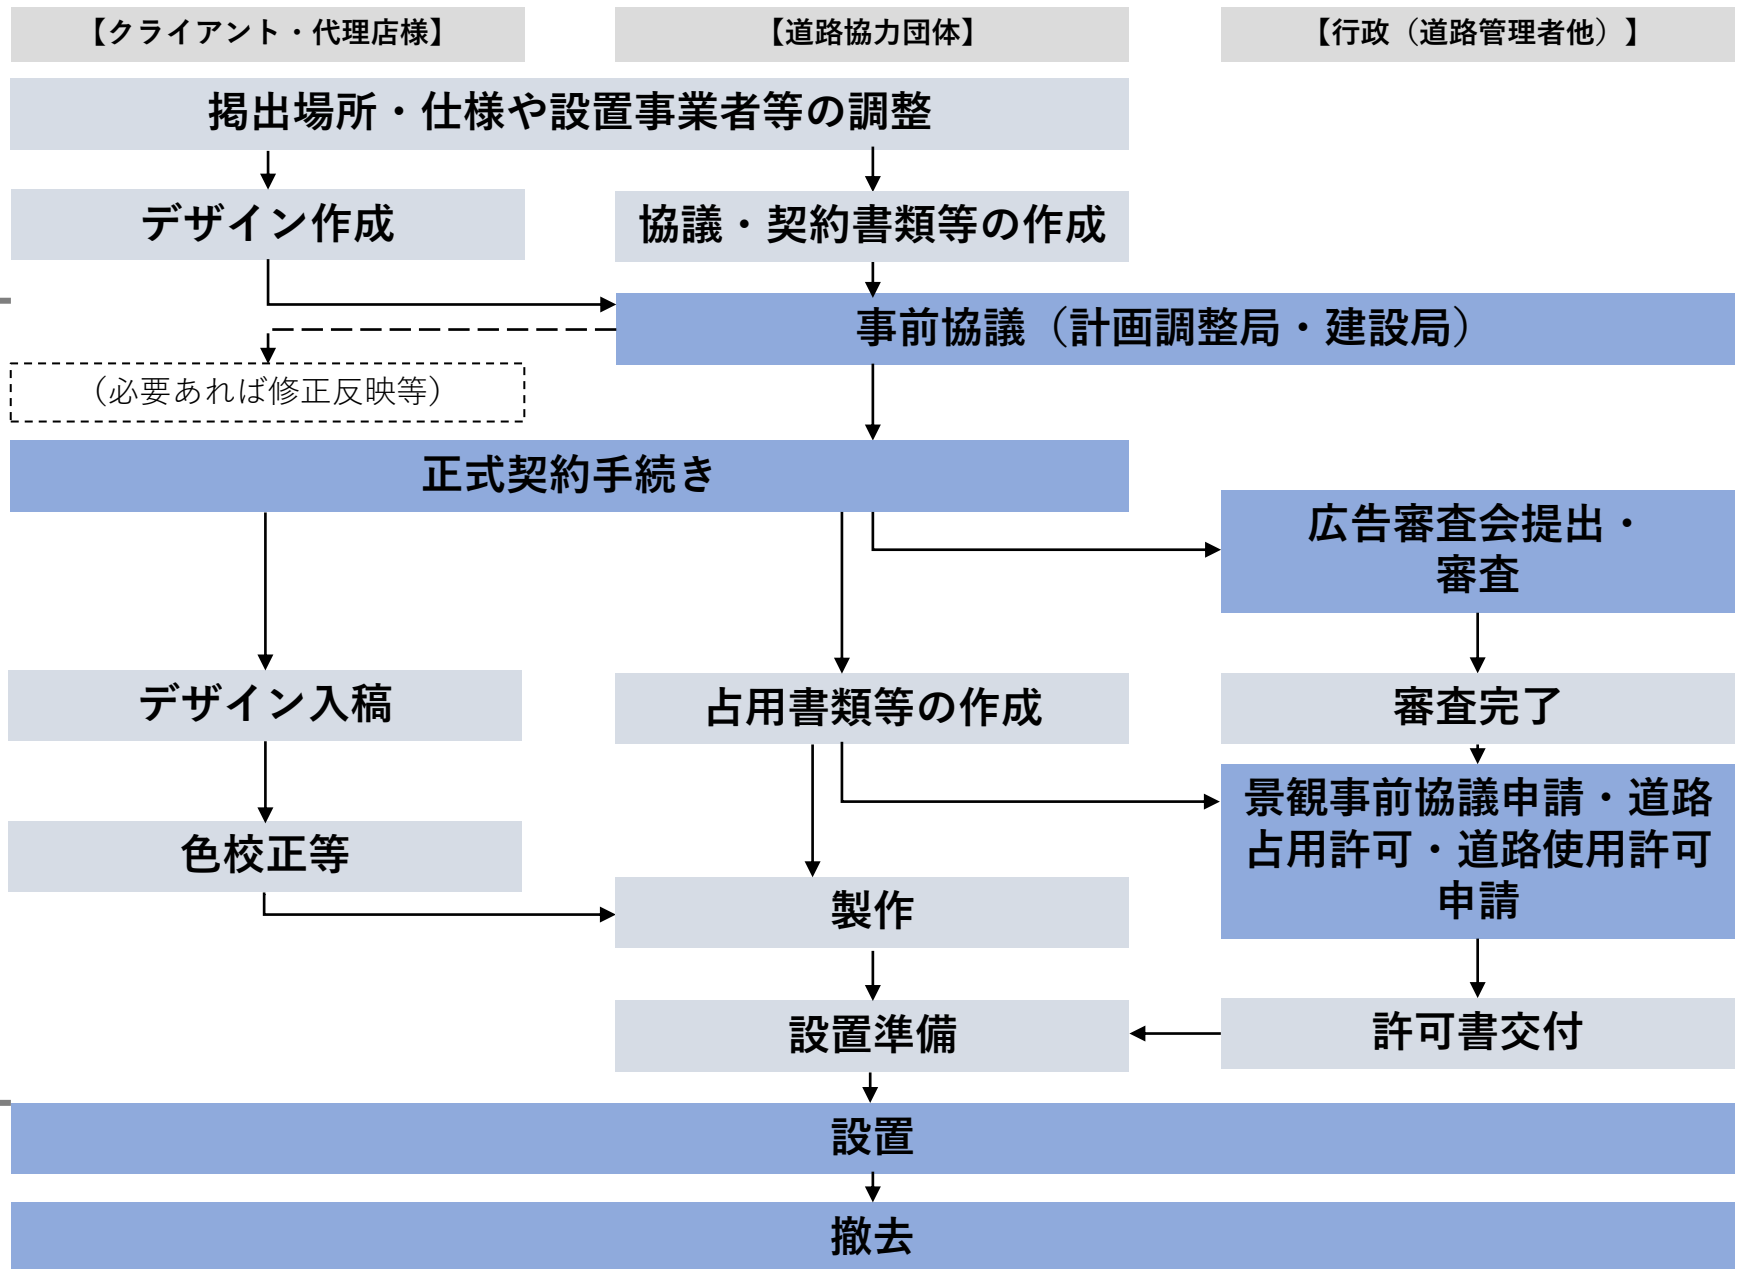 【クライアント・代理店様】
【道路協力団体】
【行政（道路管理者他）】
掲出場所・仕様や設置事業者等の調整
デザイン作成
協議・契約書類等の作成
事前協議（計画調整局・建設局）
（必要あれば修正反映等）
正式契約手続き
広告審査会提出・
審査
デザイン入稿
占用書類等の作成
審査完了
景観事前協議申請・道路
占用許可・道路使用許可
申請
色校正等
製作
設置準備
許可書交付
設置
撤去